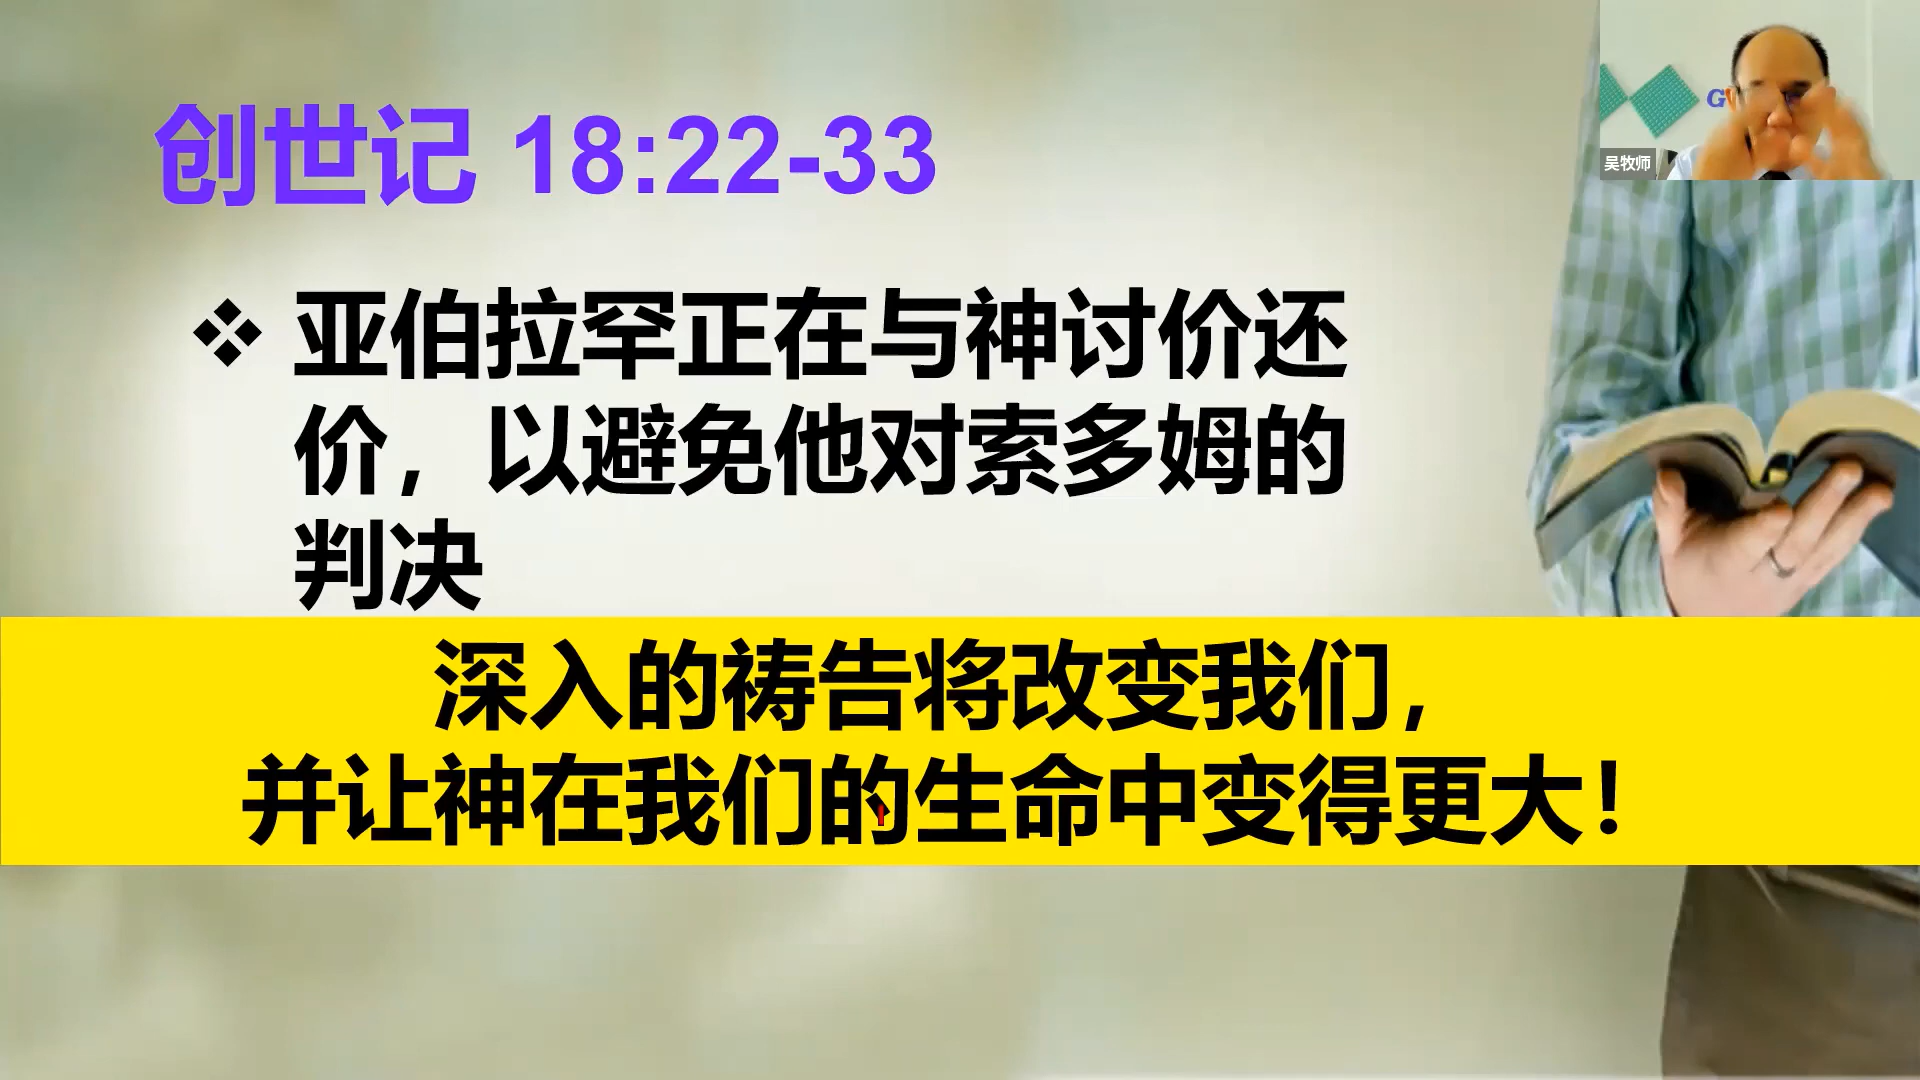 创世记 18:22-33
❖ 亚伯拉罕正在与神讨价还
价，以避免他对索多姆的
判决
深入的祷告将改变我们，
并让神在我们的生命中变得更大！
G
吴牧师